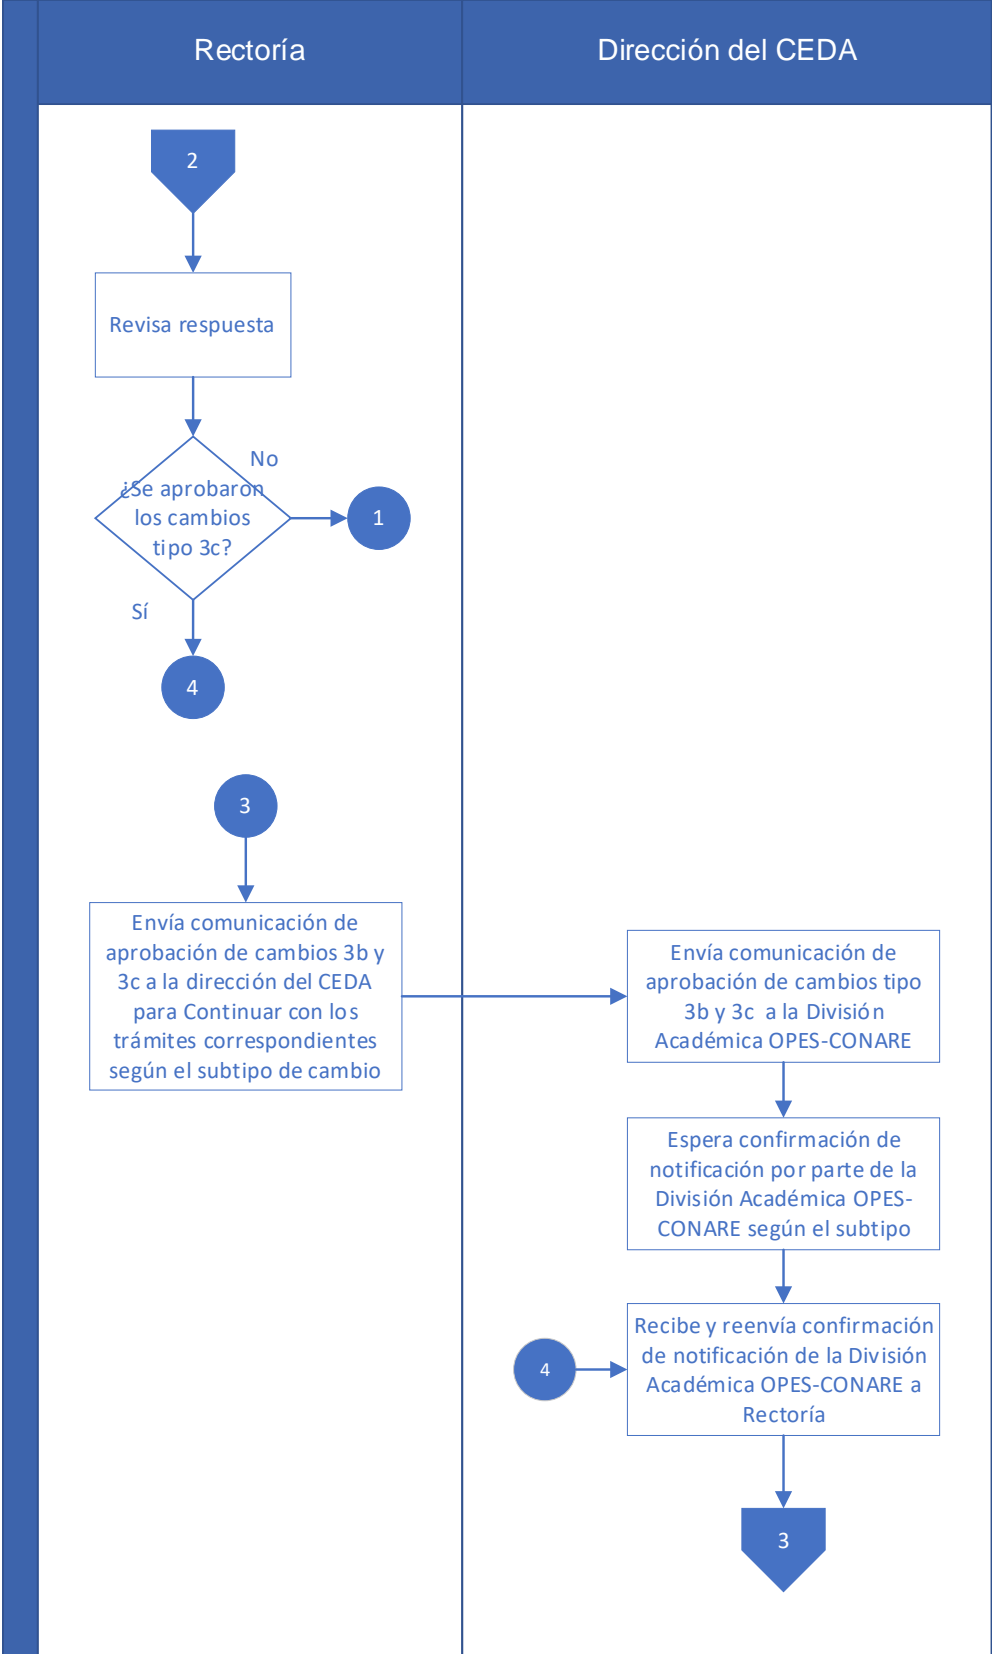 Rectoría
Dirección del CEDA
2
Revisa respuesta
No
¿Se aprobaron
los cambios
tipo 3c?
1
Sí
4
3
Envía comunicación de
aprobación de cambios 3b y
3c a la dirección del CEDA
para Continuar con los
trámites correspondientes
según el subtipo de cambio
Envía comunicación de
aprobación de cambios tipo
3b y 3c a la División
Académica OPES-CONARE
Espera confirmación de
notificación por parte de la
División Académica OPES-
CONARE según el subtipo
4
Recibe y reenvía confirmación
de notificación de la División
Académica OPES-CONARE a
Rectoría
3